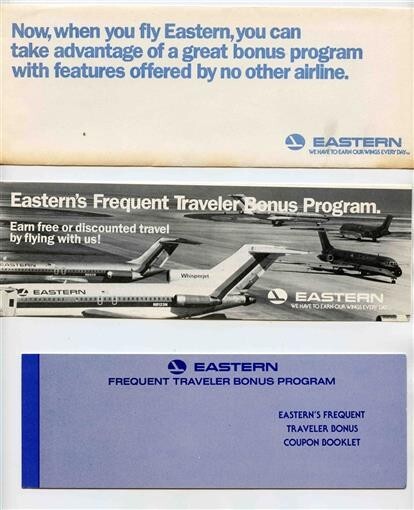 Now, when you fly Eastern, you can
take advantage of a great bonus program
with features offered by no other airline.
EASTERN
WE HAVE TO EARN OUR WINGS EVERY DAY
Eastern's Frequent Traveler Bonus Program.
Earn free or discounted travel
by flying with us!
Whisperjet
EASTERN
WE HAVE TO EARN OUR WINGS EVERY DAY
EASTERN
FREQUENT TRAVELER BONUS PROGRAM
EASTERN'S FREQUENT
TRAVELER BONUS
COUPON BOOKLET